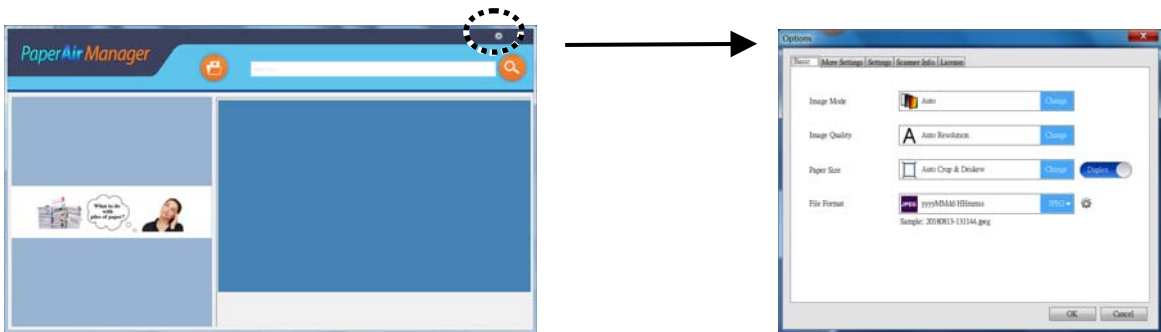 PaperAir Manager
What to do
with
piles of paper?
Options
Basic More Settings Settings Scanner Info. License
Image Mode Auto Change
Image Quality A Auto Resolution Change
Paper Size Auto Crop & Deskew Change Duplex
File Format JPEG yyyyMMdd-HHmmss JPEG
Sample: 20180813-131144.jpeg
OK Cancel